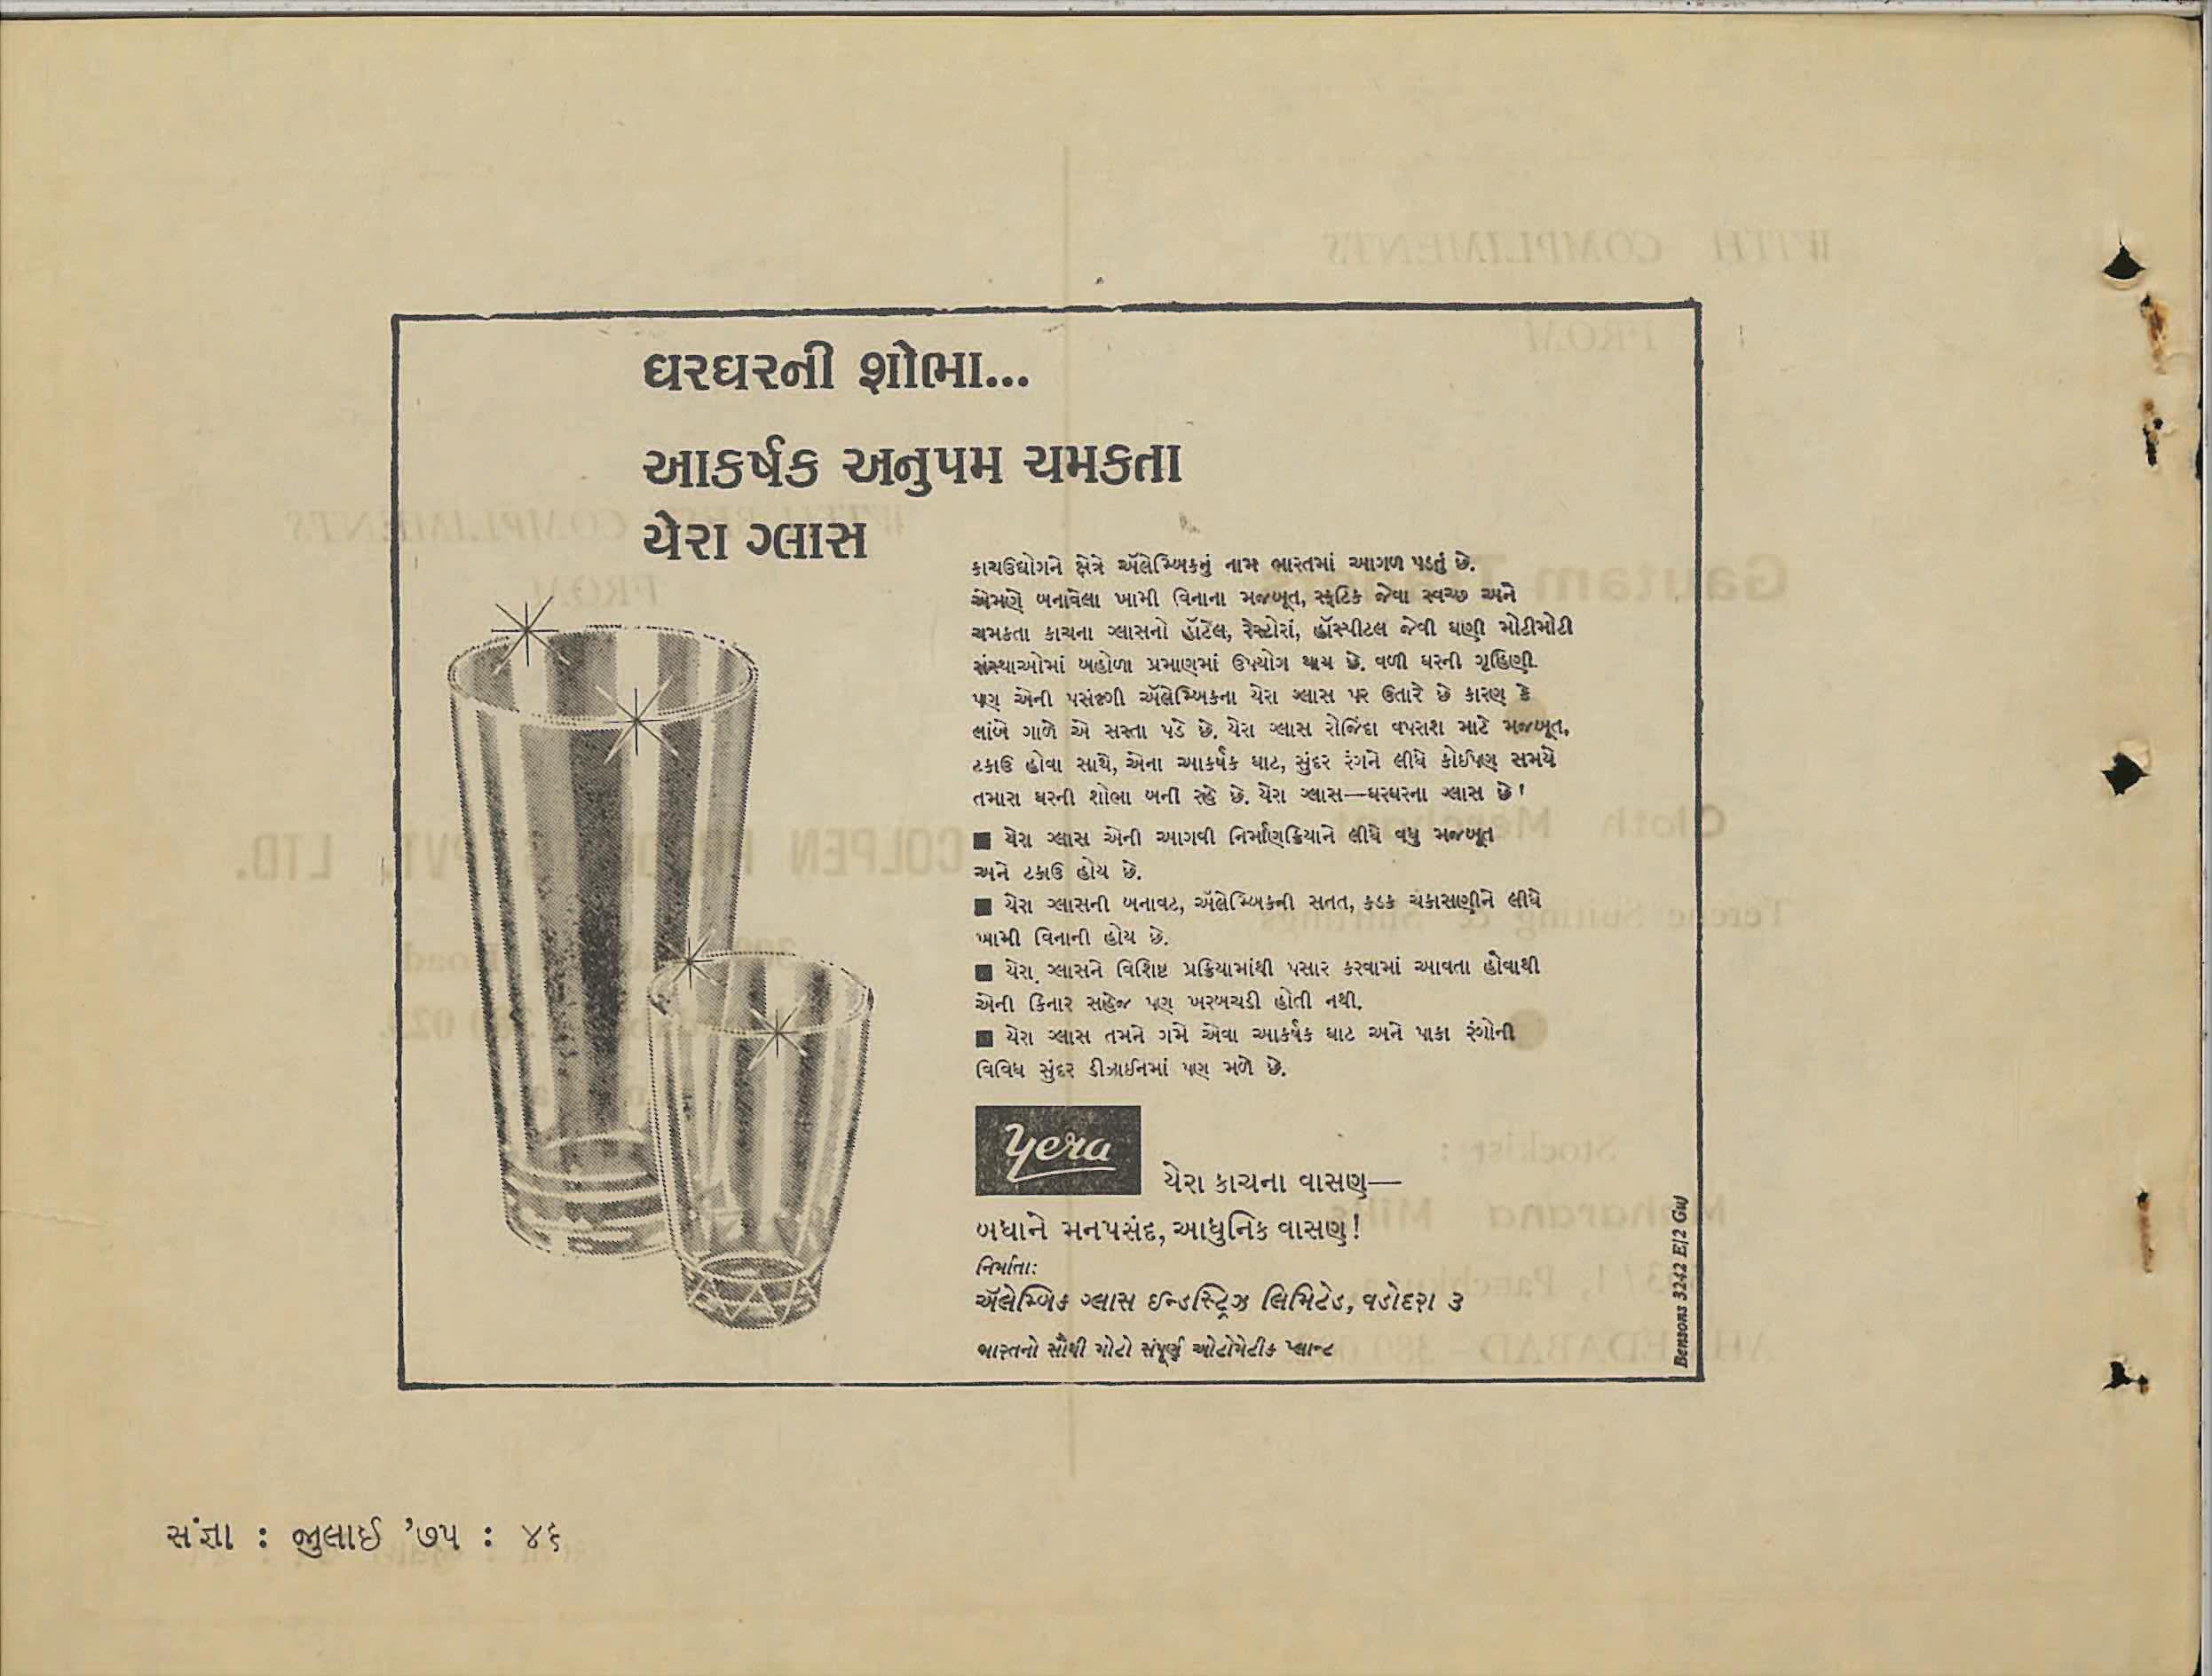 ઘરઘરની શોભા...
આકર્ષક અનુપમ ચમકતા
યેરા ગ્લાસ
કાચઉદ્યોગને ક્ષેત્રે ઍલેમ્બિકનું નામ ભારતમાં આગળ પડતું છે.
એમણે બનાવેલા ખામી વિનાના મજબૂત, સ્ફટિક જેવા સ્વચ્છ અને
ચમકતા કાચના ગ્લાસનો હૉટેલ, રેસ્ટોરાં, હૉસ્પીટલ જેવી ઘણી મોટીમોટી
સંસ્થાઓમાં બહોળા પ્રમાણમાં ઉપયોગ થાય છે. વળી ઘરની ગૃહિણી
પણ એની પસંદગી ઍલેમ્બિકના યેરા ગ્લાસ પર ઉતારે છે કારણ કે
લાંબે ગાળે એ સસ્તા પડે છે. યેરા ગ્લાસ રોજિંદા વપરાશ માટે મજબૂત,
ટકાઉ હોવા સાથે, એના આકર્ષક ઘાટ, સુંદર રંગને લીધે કોઈપણ સમયે
તમારા ઘરની શોભા બની રહે છે. યેરા ગ્લાસ—ઘરઘરના ગ્લાસ છે!
■ યેરા ગ્લાસ એની આગવી નિર્માણક્રિયાને લીધે વધુ મજબૂત
અને ટકાઉ હોય છે.
■ યેરા ગ્લાસની બનાવટ, ઍલેમ્બિકની સતત, કડક ચકાસણીને લીધે
ખામી વિનાની હોય છે.
■ યેરા ગ્લાસને વિશિષ્ટ પ્રક્રિયામાંથી પસાર કરવામાં આવતા હોવાથી
એની કિનાર સહેજ પણ ખરબચડી હોતી નથી.
■ યેરા ગ્લાસ તમને ગમે એવા આકર્ષક ઘાટ અને પાકા રંગોની
વિવિધ સુંદર ડીઝાઈનમાં પણ મળે છે.
Yera
યેરા કાચના વાસણ—
બધાને મનપસંદ, આધુનિક વાસણ!
નિર્માતા:
ઍલેમ્બિક ગ્લાસ ઈન્ડસ્ટ્રિઝ લિમિટેડ, વડોદરા ૩
ભારતનો સૌથી મોટો સંપૂર્ણ ઓટોમેટીક પ્લાન્ટ
Bensons 3242 E/2 Guj
સંજ્ઞા : જુલાઈ '૭૫ : ૪૬